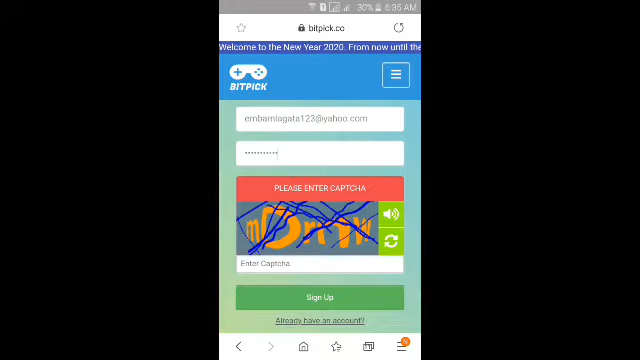 30% 6:35 AM
bitpick.co
Welcome to the New Year 2020. From now until the
BITPICK
embamlagata123@yahoo.com
PLEASE ENTER CAPTCHA
Enter Captcha
Sign Up
Already have an account?